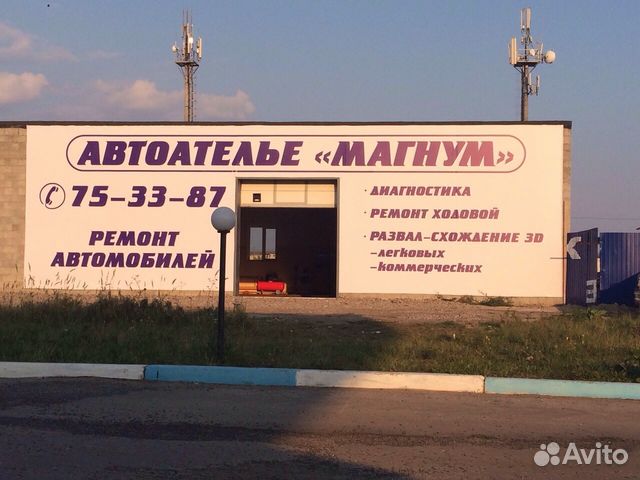 АВТОАТЕЛЬЕ «МАГНУМ»
75-33-87
РЕМОНТ
АВТОМОБИЛЕЙ
· ДИАГНОСТИКА
· РЕМОНТ ХОДОВОЙ
· РАЗВАЛ-СХОЖДЕНИЕ 3D
-легковых
-коммерческих
Avito